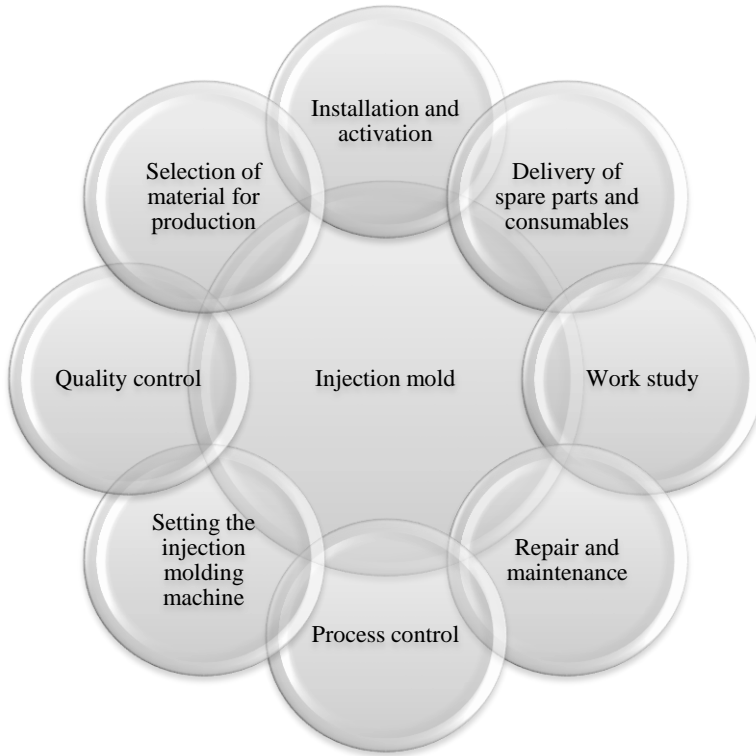 Installation and
activation
Delivery of
spare parts and
consumables
Work study
Repair and
maintenance
Process control
Setting the
injection
molding
machine
Quality control
Selection of
material for
production
Injection mold